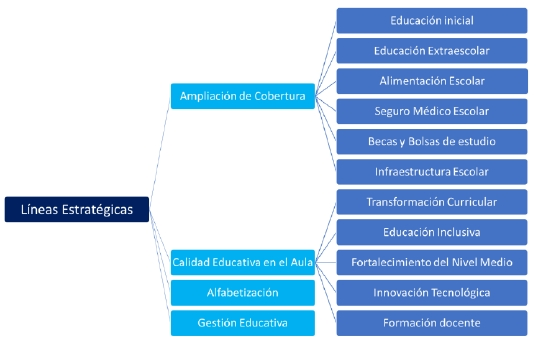 Líneas Estratégicas
Ampliación de Cobertura
Educación inicial
Educación Extraescolar
Alimentación Escolar
Seguro Médico Escolar
Becas y Bolsas de estudio
Infraestructura Escolar
Calidad Educativa en el Aula
Transformación Curricular
Educación Inclusiva
Fortalecimiento del Nivel Medio
Innovación Tecnológica
Formación docente
Alfabetización
Gestión Educativa